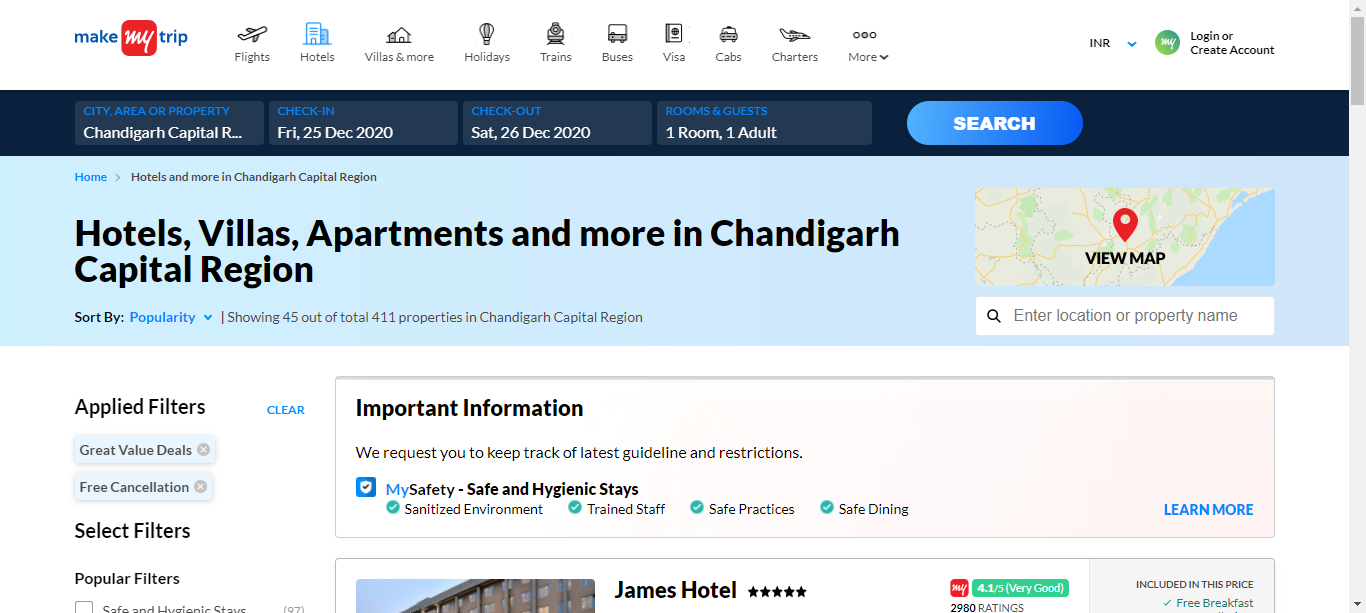 make my trip
Flights
Hotels
Villas & more
Holidays
Trains
Buses
Visa
Cabs
Charters
More
INR
my
Login or
Create Account
CITY, AREA OR PROPERTY
Chandigarh Capital R...
CHECK-IN
Fri, 25 Dec 2020
CHECK-OUT
Sat, 26 Dec 2020
ROOMS & GUESTS
1 Room, 1 Adult
SEARCH
Home > Hotels and more in Chandigarh Capital Region
Hotels, Villas, Apartments and more in Chandigarh
Capital Region
VIEW MAP
Sort By: Popularity | Showing 45 out of total 411 properties in Chandigarh Capital Region
Enter location or property name
Applied Filters
CLEAR
Great Value Deals
Free Cancellation
Select Filters
Popular Filters
Safe and Hygienic Stays (97)
Important Information
We request you to keep track of latest guideline and restrictions.
MySafety - Safe and Hygienic Stays
Sanitized Environment
Trained Staff
Safe Practices
Safe Dining
LEARN MORE
James Hotel
my 4.1/5 (Very Good)
2980 RATINGS
INCLUDED IN THIS PRICE
Free Breakfast